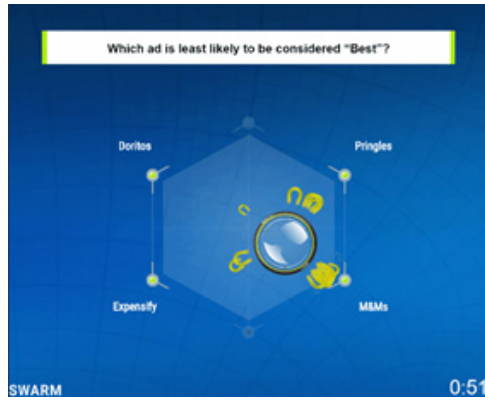 Which ad is least likely to be considered “Best”?
Doritos
Pringles
Expensify
M&Ms
SWARM
0:51